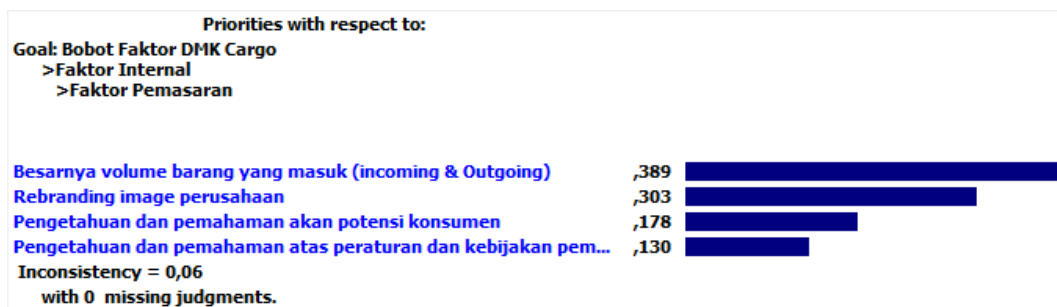 Priorities with respect to:
Goal: Bobot Faktor DMK Cargo
>Faktor Internal
>Faktor Pemasaran
Besarnya volume barang yang masuk (incoming & Outgoing) ,389
Rebranding image perusahaan ,303
Pengetahuan dan pemahaman akan potensi konsumen ,178
Pengetahuan dan pemahaman atas peraturan dan kebijakan pem... ,130
Inconsistency = 0,06
with 0 missing judgments.